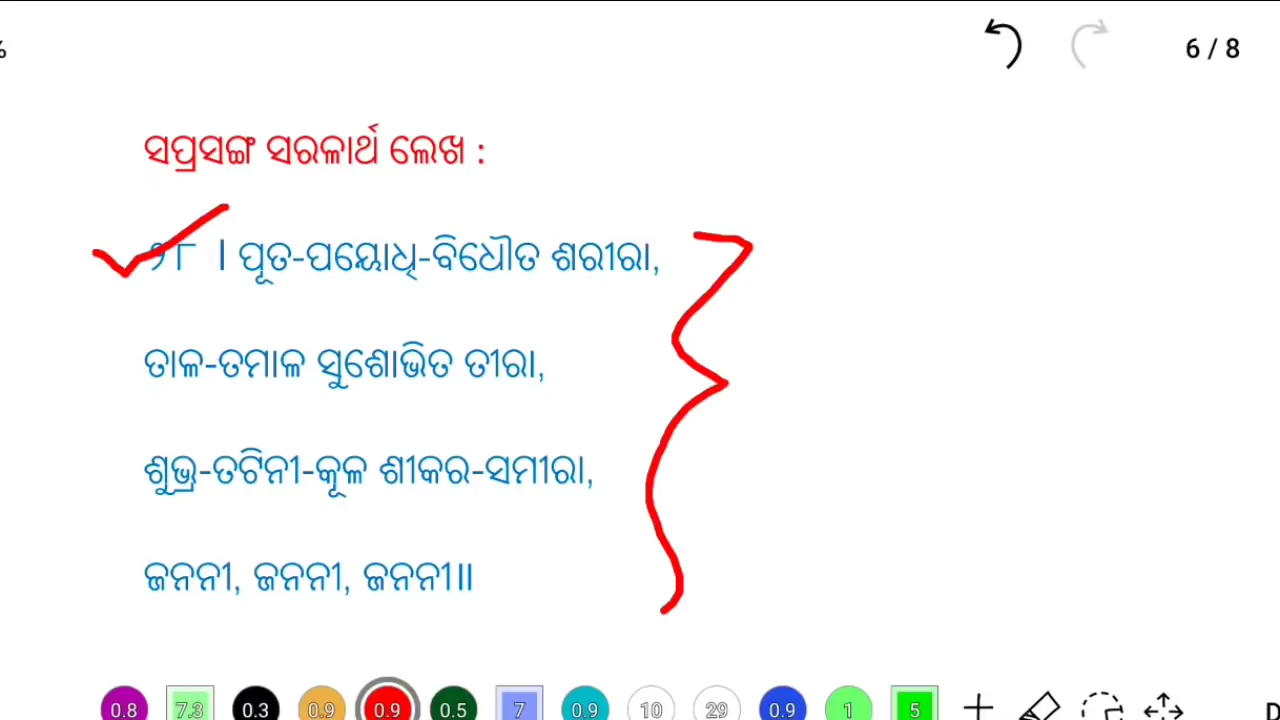 6 / 8
ସପ୍ରସଙ୍ଗ ସରଳାର୍ଥ ଲେଖ :
୨୮ । ପୂତ-ପୟୋଧି-ବିଧୌତ ଶରୀରା,
ତାଳ-ତମାଳ ସୁଶୋଭିତ ତୀରା,
ଶୁଭ୍ର-ତଟିନୀ-କୂଳ ଶୀକର-ସମୀରା,
ଜନନୀ, ଜନନୀ, ଜନନୀ॥
0.8 7.3 0.3 0.9 0.9 0.5 7 0.9 10 29 0.9 1 5